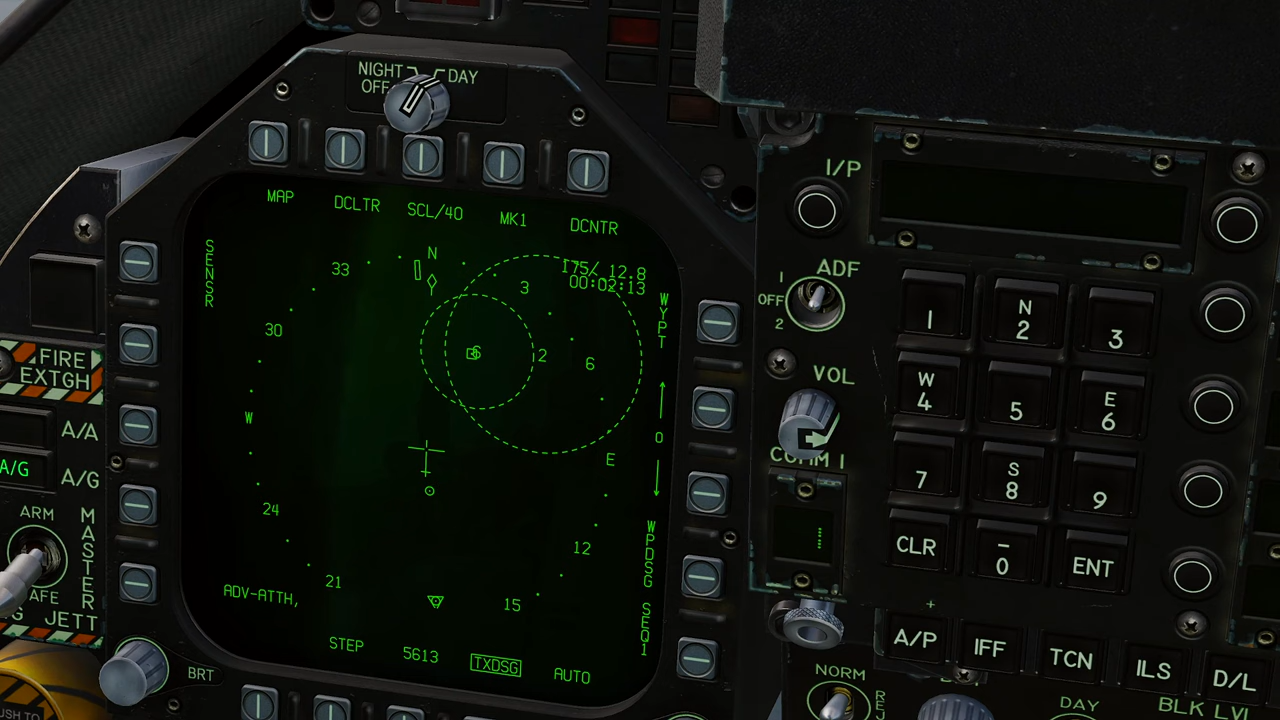 NIGHT DAY
OFF
MAP DCLTR SCL/40 MK1 DCNTR
SENSR
N
33
3
175/ 12.8
00:02:13
WYPT
30
2
6
6
W
0
E
24
12
WPDSG
21
15
SEQ1
ADV-ATTH,
STEP 5613 TXDSG AUTO
BRT
FIRE
EXTGH
A/A
A/G
A/G
ARM
MASTER
JETT
I/P
ADF
1
OFF
2
VOL
COMM 1
1
N
2
3
W
4
5
E
6
7
S
8
9
CLR
-
0
ENT
+
A/P IFF TCN ILS D/L
NORM
DAY
BLK LVL
PUSH TO